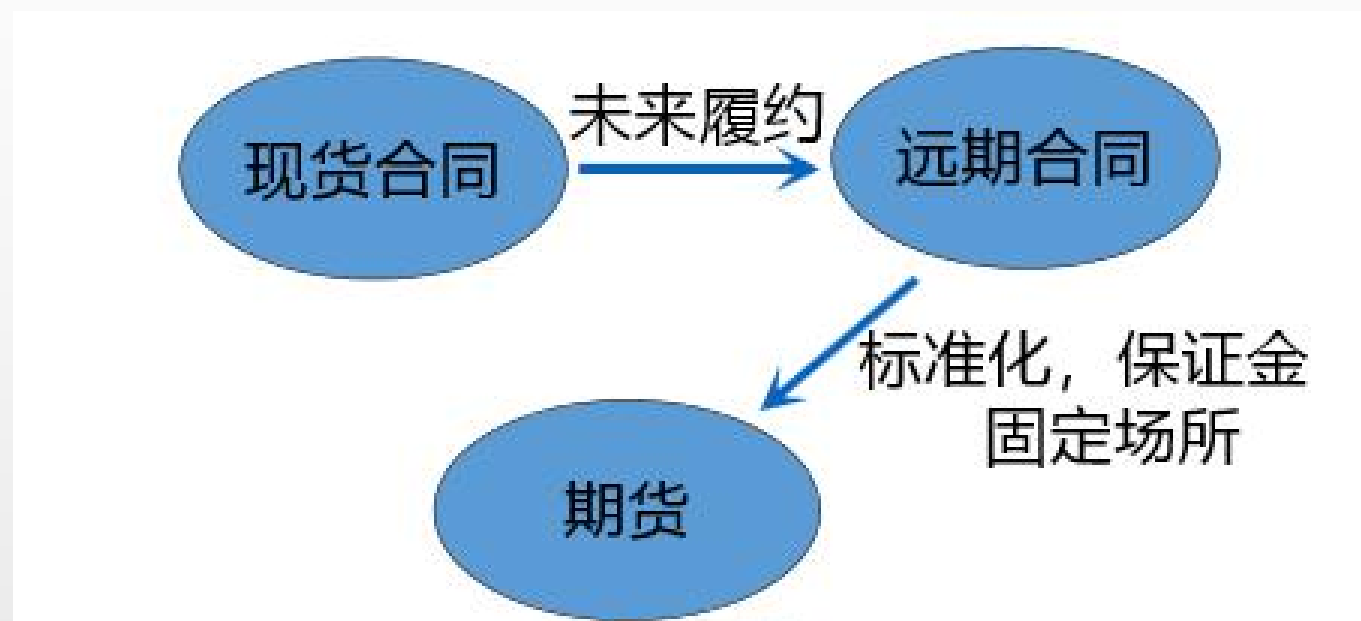 现货合同
未来履约
远期合同
标准化，保证金
固定场所
期货